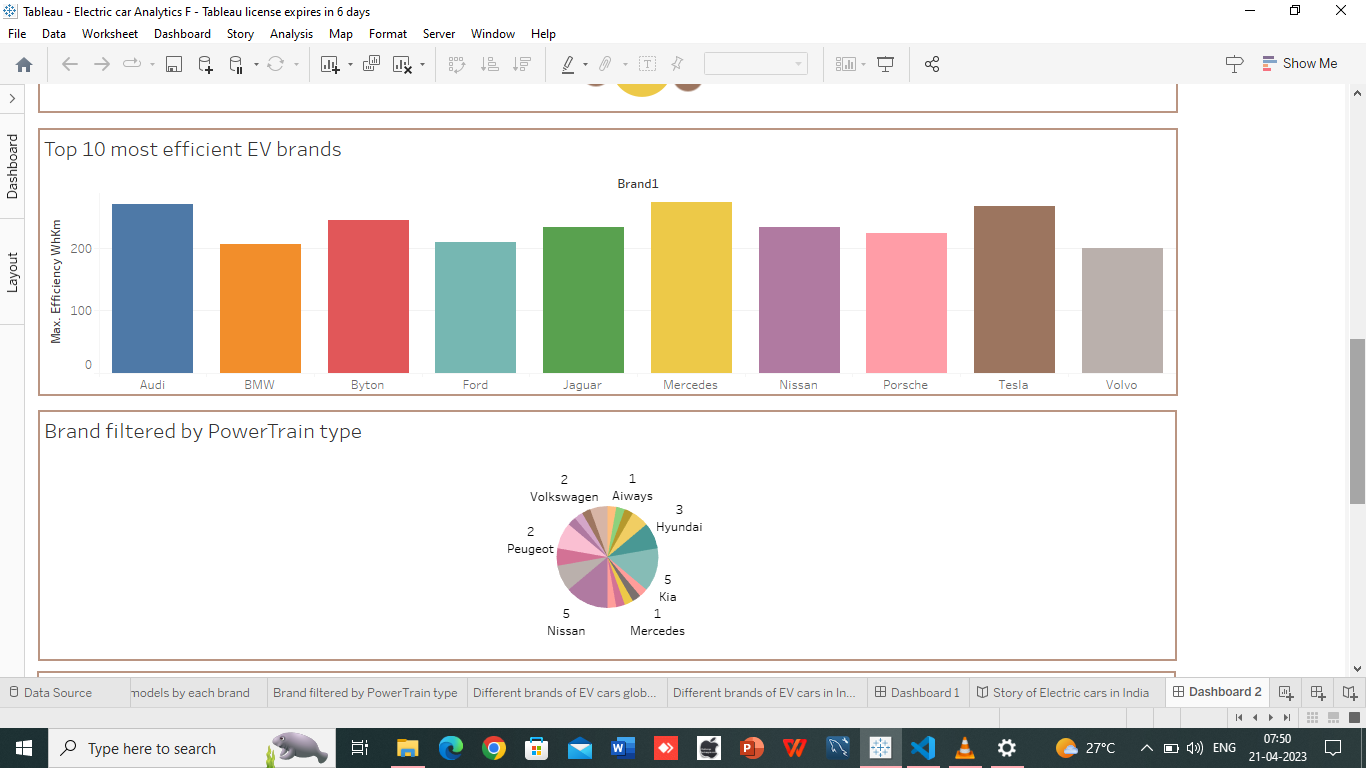 Tableau - Electric car Analytics F - Tableau license expires in 6 days
File Data Worksheet Dashboard Story Analysis Map Format Server Window Help
Show Me
Dashboard
Layout
Top 10 most efficient EV brands
Brand1
Max. Efficiency WhKm
200
100
0
Audi BMW Byton Ford Jaguar Mercedes Nissan Porsche Tesla Volvo
Brand filtered by PowerTrain type
2
Volkswagen
1
Aiways
3
Hyundai
2
Peugeot
5
Kia
5
Nissan
1
Mercedes
Data Source models by each brand Brand filtered by PowerTrain type Different brands of EV cars glob... Different brands of EV cars in In... Dashboard 1 Story of Electric cars in India Dashboard 2
Type here to search
27°C
ENG
07:50
21-04-2023